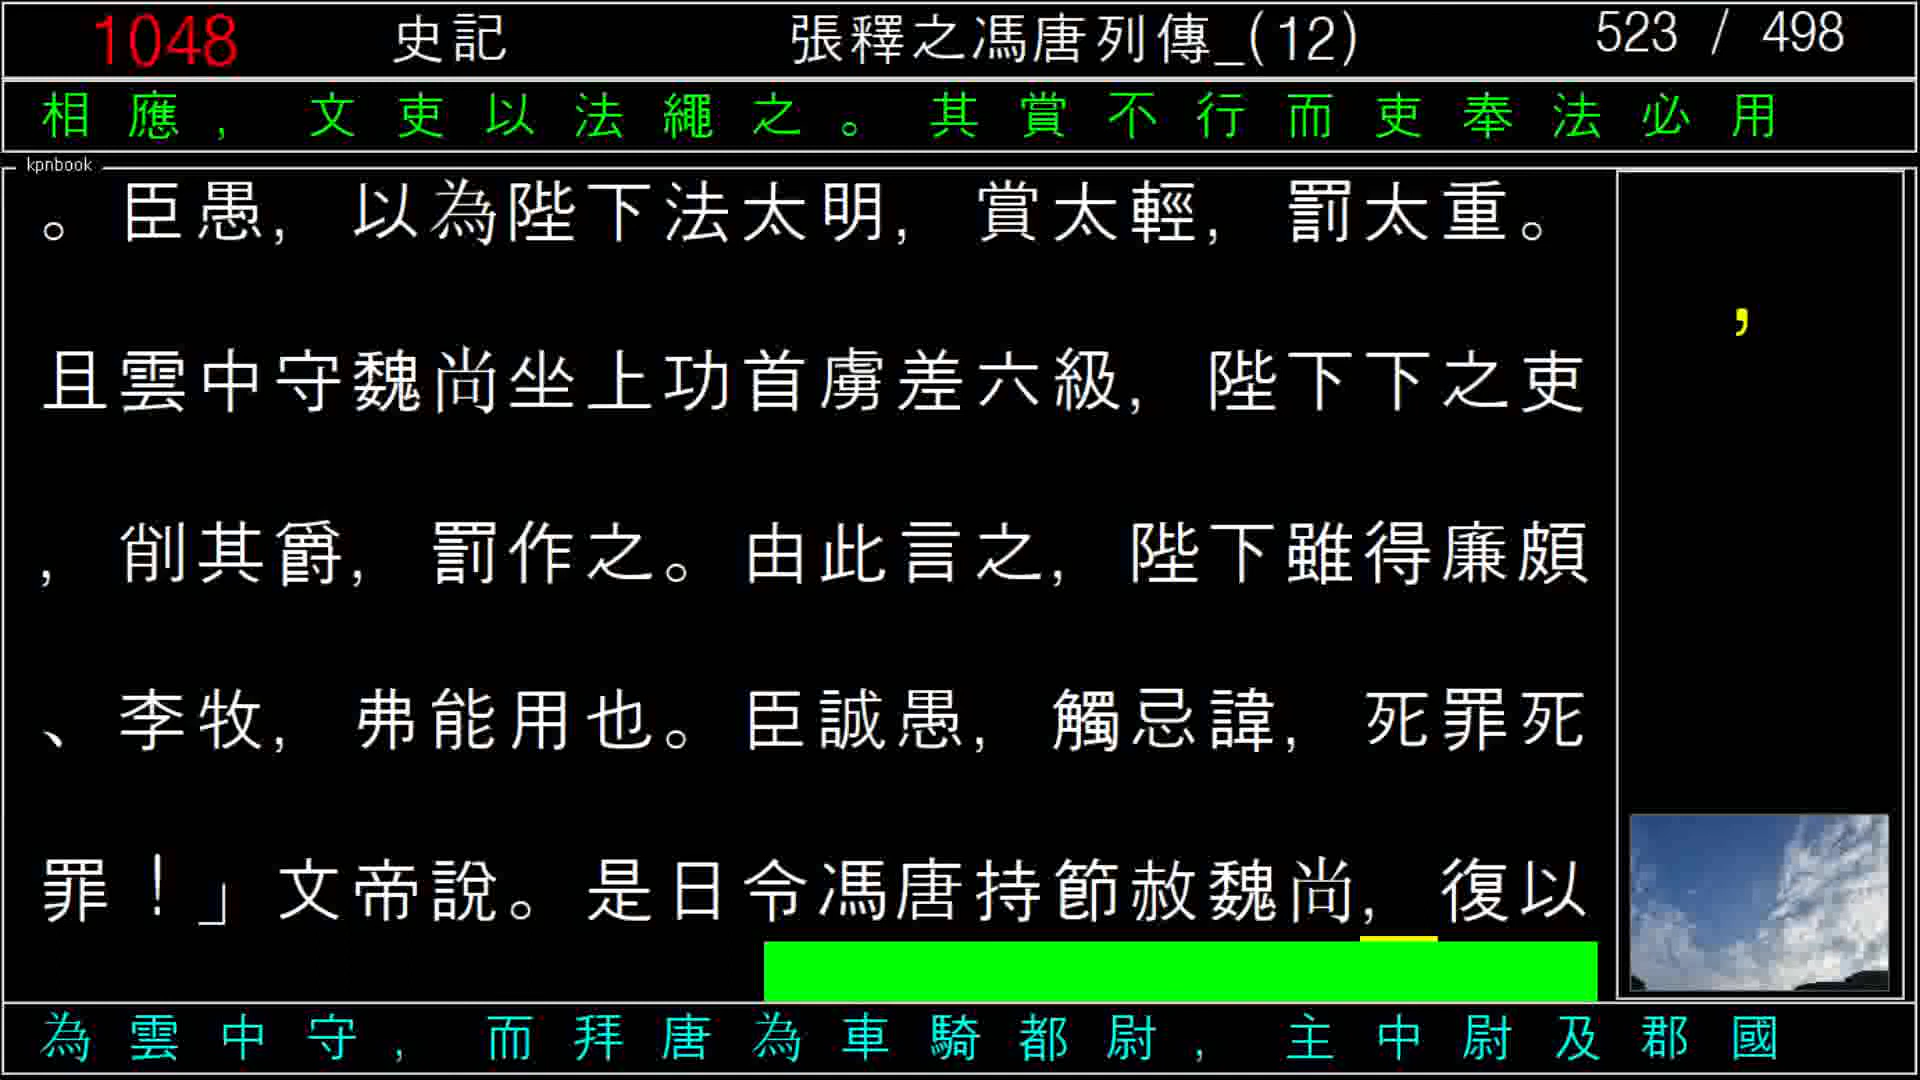 1048 史記 張釋之馮唐列傳_(12) 523 / 498
相應, 文吏以法繩之。其賞不行而吏奉法必用
kpnbook
。臣愚, 以為陛下法太明, 賞太輕, 罰太重。
,
且雲中守魏尚坐上功首虜差六級, 陛下下之吏
, 削其爵, 罰作之。由此言之, 陛下雖得廉頗
、李牧, 弗能用也。臣誠愚, 觸忌諱, 死罪死
罪!」文帝說。是日令馮唐持節赦魏尚, 復以
為雲中守, 而拜唐為車騎都尉, 主中尉及郡國